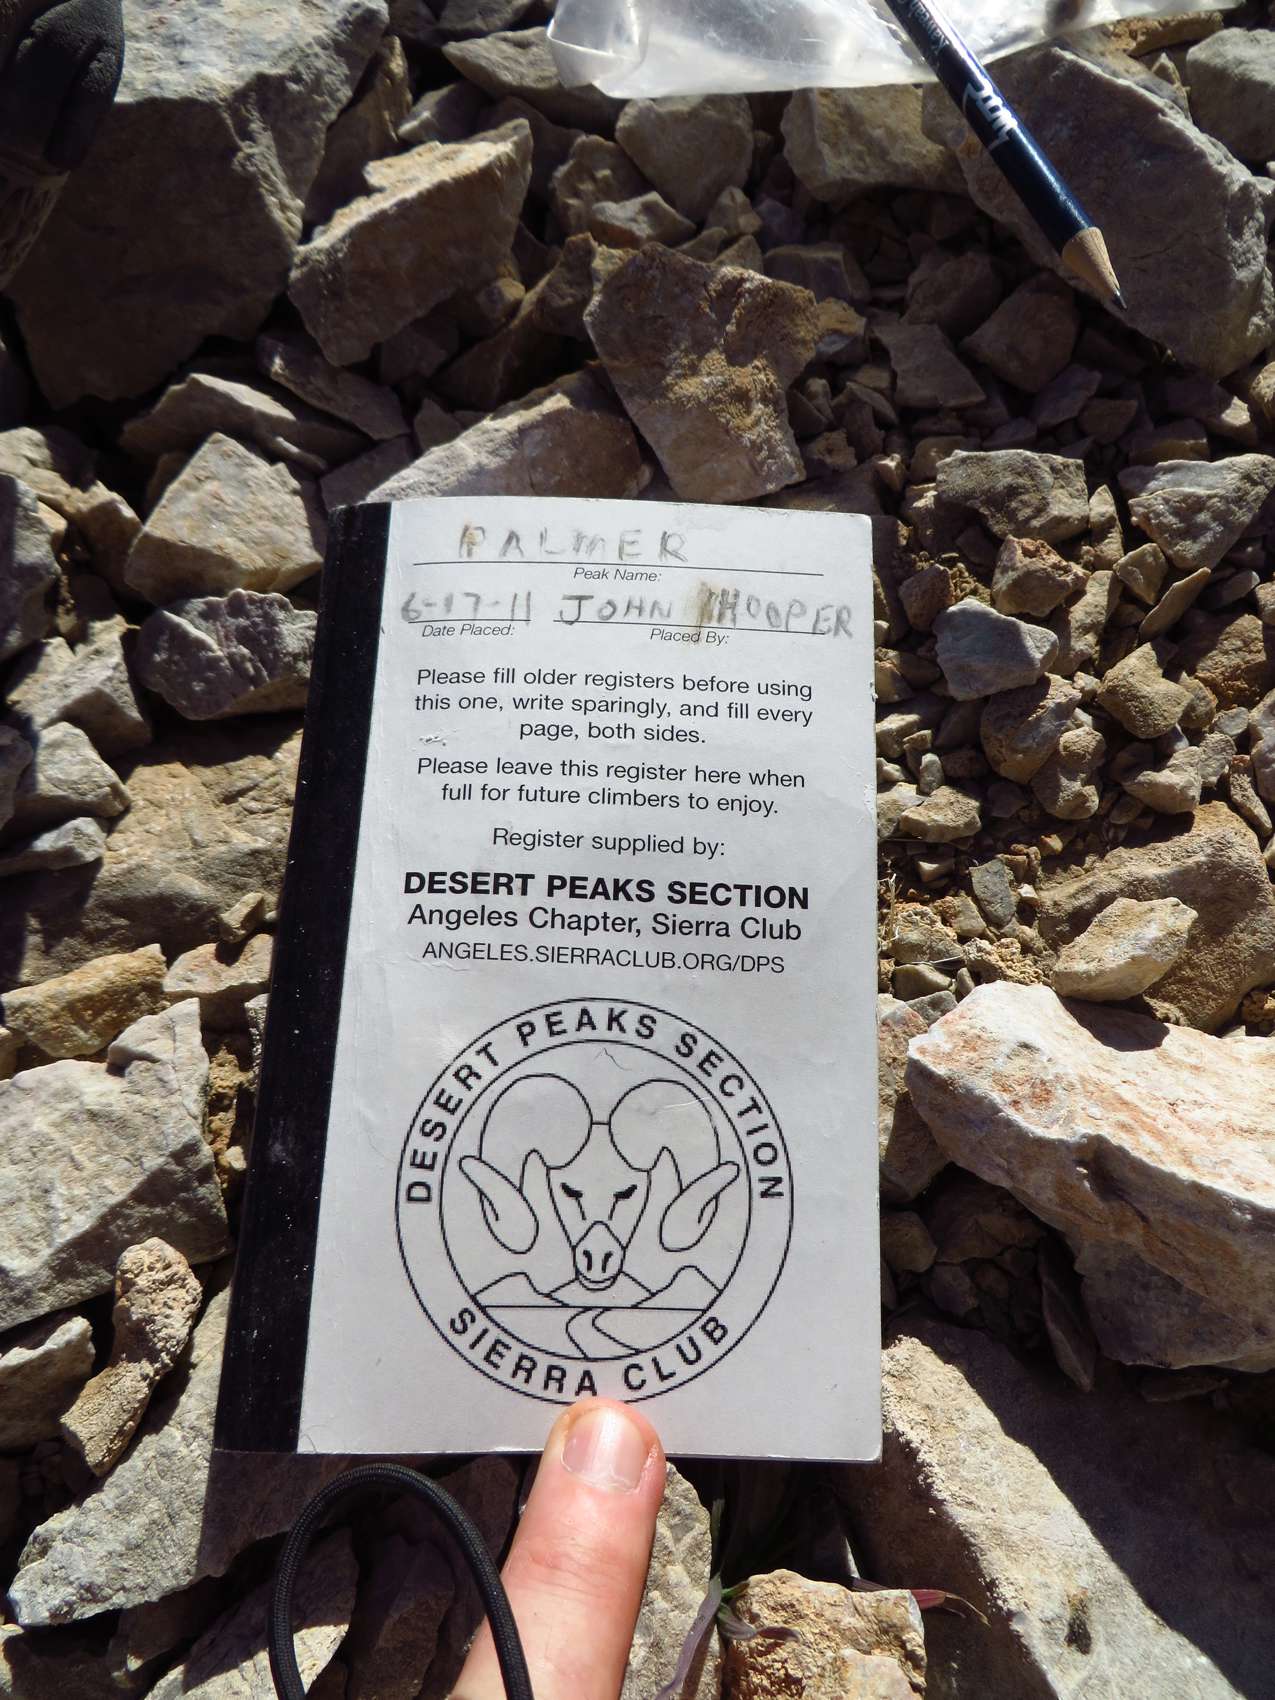 PALMER
Peak Name:
6-17-11 JOHN HOOPER
Date Placed: Placed By:
Please fill older registers before using
this one, write sparingly, and fill every
page, both sides.
Please leave this register here when
full for future climbers to enjoy.
Register supplied by:
DESERT PEAKS SECTION
Angeles Chapter, Sierra Club
ANGELES.SIERRACLUB.ORG/DPS
DESERT PEAKS SECTION
SIERRA CLUB